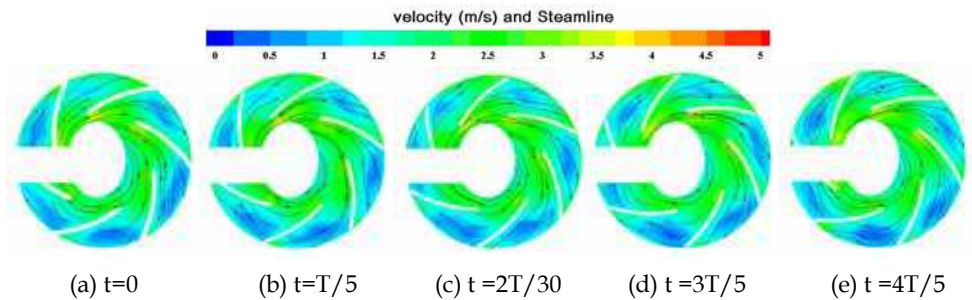 velocity (m/s) and Steamline
0 0.5 1 1.5 2 2.5 3 3.5 4 4.5 5
(a) t=0 (b) t=T/5 (c) t =2T/30 (d) t =3T/5 (e) t =4T/5